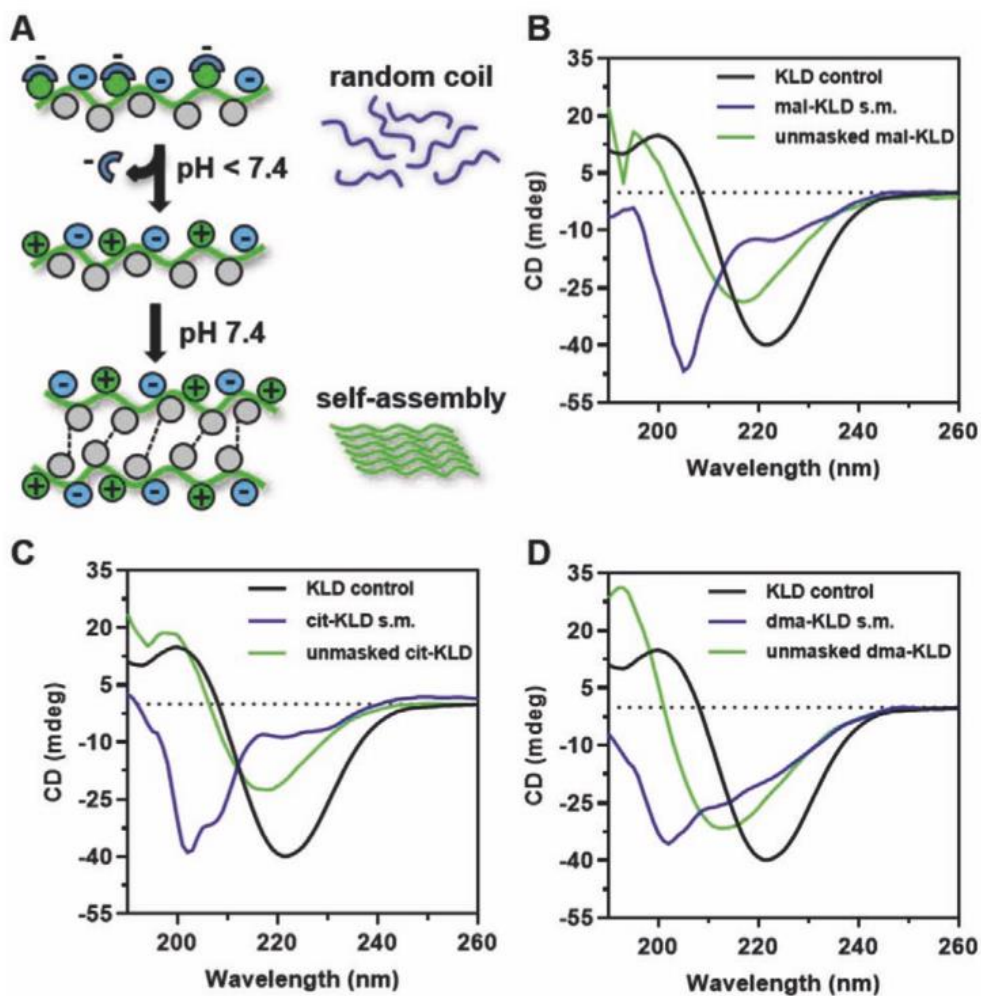 A
-
-
-
-
-
random coil
-
pH < 7.4
+
-
+
-
+
-
pH 7.4
-
+
-
+
-
+
self-assembly
+
-
+
-
+
-
B
35
20
5
-10
-25
-40
-55
CD (mdeg)
KLD control
mal-KLD s.m.
unmasked mal-KLD
200
220
240
260
Wavelength (nm)
C
35
20
5
-10
-25
-40
-55
CD (mdeg)
KLD control
cit-KLD s.m.
unmasked cit-KLD
200
220
240
260
Wavelength (nm)
D
35
20
5
-10
-25
-40
-55
CD (mdeg)
KLD control
dma-KLD s.m.
unmasked dma-KLD
200
220
240
260
Wavelength (nm)